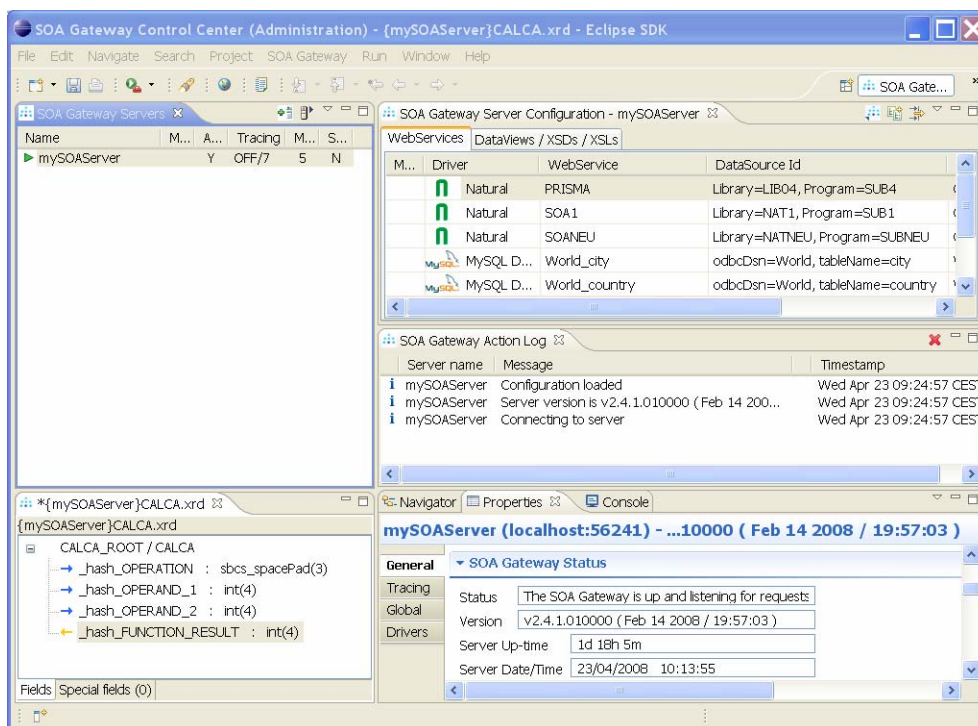 SOA Gateway Control Center (Administration) - {mySOAServer}CALCA.xrd - Eclipse SDK
File Edit Navigate Search Project SOA Gateway Run Window Help
SOA Gate...
SOA Gateway Servers
Name M... A... Tracing M... S...
mySOAServer Y OFF/7 5 N
SOA Gateway Server Configuration - mySOAServer
WebServices DataViews / XSDs / XSLs
M... Driver WebService DataSource Id
Natural PRISMA Library=LIB04, Program=SUB4
Natural SOA1 Library=NAT1, Program=SUB1
Natural SOANEU Library=NATNEU, Program=SUBNEU
MySQL MySQL D... World_city odbcDsn=World, tableName=city
MySQL MySQL D... World_country odbcDsn=World, tableName=country
SOA Gateway Action Log
Server name Message Timestamp
mySOAServer Configuration loaded Wed Apr 23 09:24:57 CEST
mySOAServer Server version is v2.4.1.010000 ( Feb 14 200... Wed Apr 23 09:24:57 CEST
mySOAServer Connecting to server Wed Apr 23 09:24:57 CEST
*{mySOAServer}CALCA.xrd
{mySOAServer}CALCA.xrd
CALCA_ROOT / CALCA
_hash_OPERATION : sbcs_spacePad(3)
_hash_OPERAND_1 : int(4)
_hash_OPERAND_2 : int(4)
_hash_FUNCTION_RESULT : int(4)
Fields Special fields (0)
Navigator Properties Console
mySOAServer (localhost:56241) - ...10000 ( Feb 14 2008 / 19:57:03 )
General
Tracing
Global
Drivers
SOA Gateway Status
Status The SOA Gateway is up and listening for requests
Version v2.4.1.010000 ( Feb 14 2008 / 19:57:03 )
Server Up-time 1d 18h 5m
Server Date/Time 23/04/2008 10:13:55